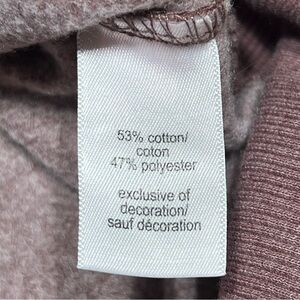 53% cotton/
coton
47% polyester
exclusive of
decoration/
sauf décoration